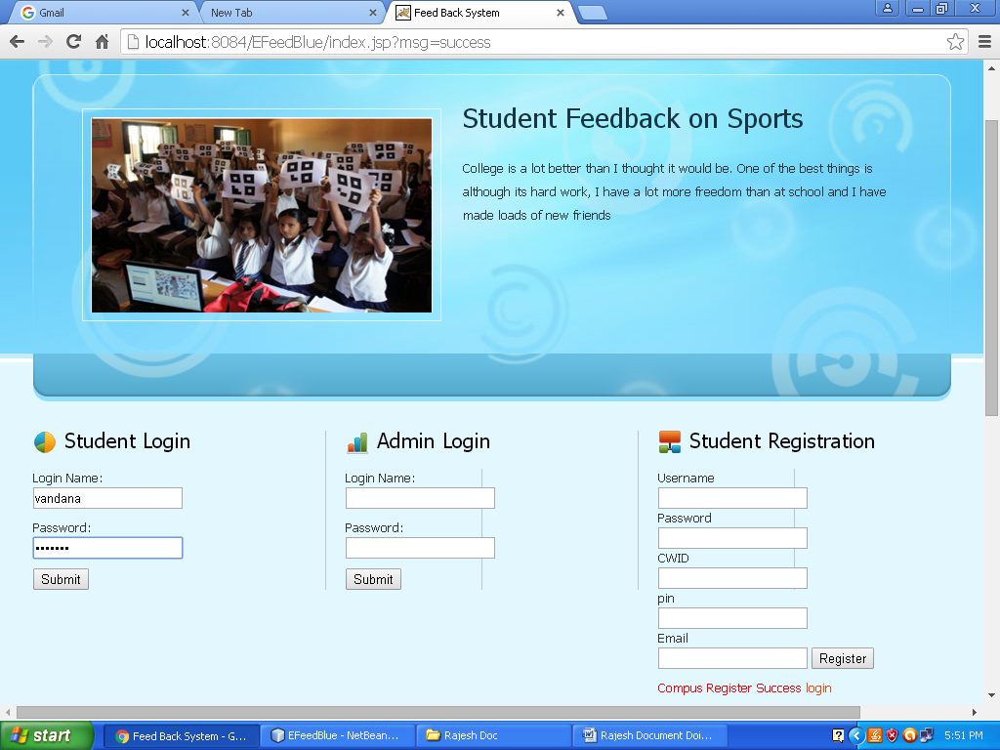 Gmail
New Tab
Feed Back System
localhost:8084/EFeedBlue/index.jsp?msg=success
Student Feedback on Sports
College is a lot better than I thought it would be. One of the best things is
although its hard work, I have a lot more freedom than at school and I have
made loads of new friends
Student Login
Login Name:
vandana
Password:
•••••••
Submit
Admin Login
Login Name:
Password:
Submit
Student Registration
Username
Password
CWID
pin
Email
Register
Compus Register Success login
start
Feed Back System - G...
EFeedBlue - NetBean...
Rajesh Doc
Rajesh Document Doi...
5:51 PM